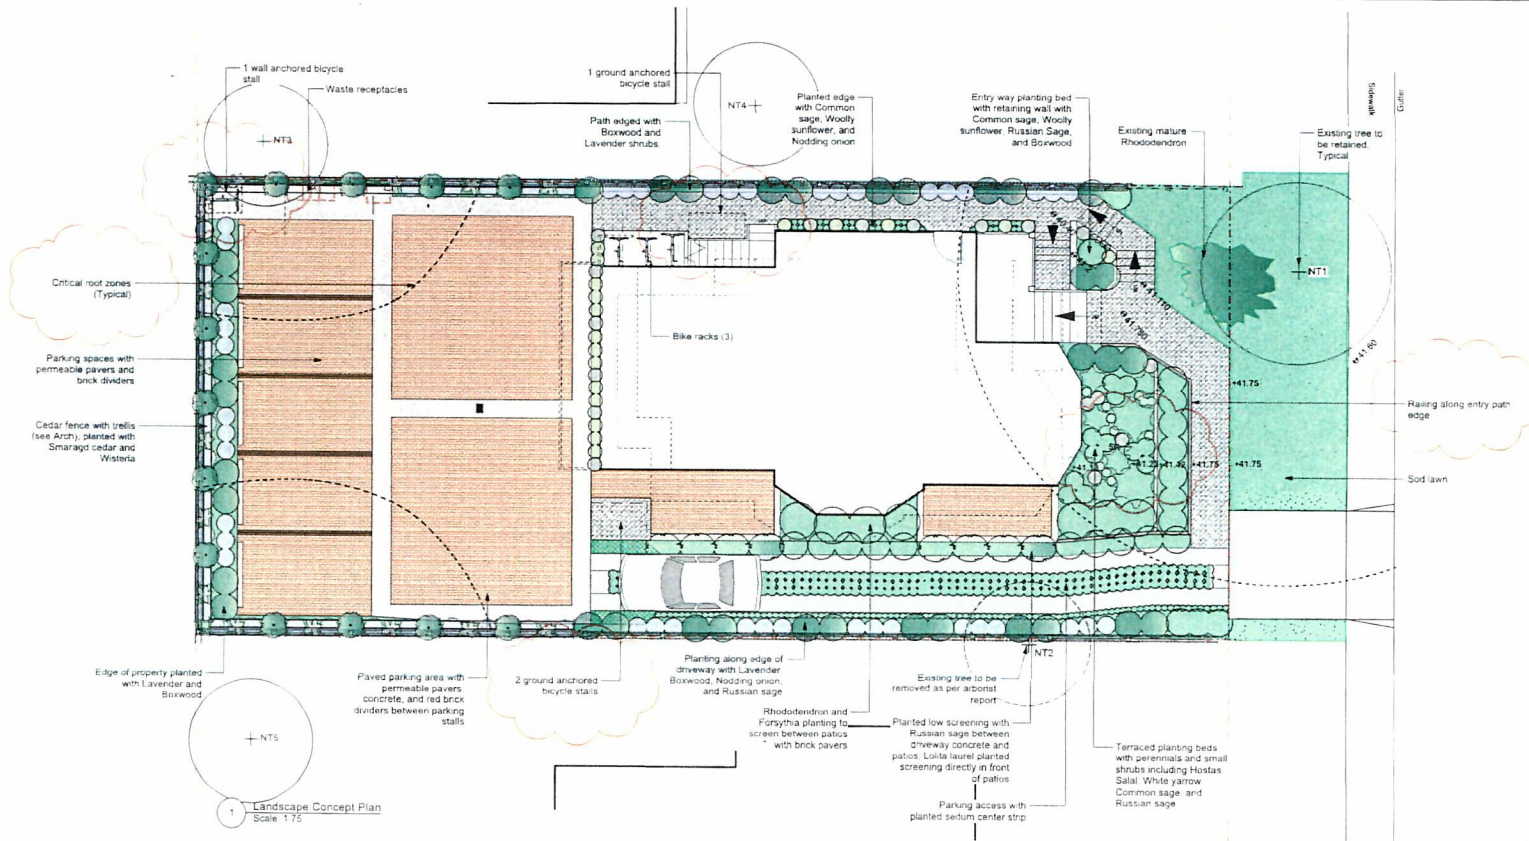 1 wall anchored bicycle
stall
Waste receptacles
NT3
1 ground anchored
bicycle stall
NT4
Path edged with
Boxwood and
Lavender shrubs.
Planted edge
with Common
sage, Woolly
sunflower, and
Nodding onion
Entry way planting bed
with retaining wall with
Common sage, Woolly
sunflower, Russian Sage,
and Boxwood
Existing mature
Rhododendron
Sidewalk
Gutter
Existing tree to
be retained,
Typical
NT1
Critical root zones
(Typical)
Parking spaces with
permeable pavers and
brick dividers
Cedar fence with trellis
(see Arch), planted with
Smaragd cedar and
Wisteria
Bike racks (3)
+41.110
+41.760
+41.60
+41.75
Railing along entry path
edge
+41.75
+41.75
Sod lawn
Edge of property planted
with Lavender and
Boxwood
Paved parking area with
permeable pavers,
concrete, and red brick
dividers between parking
stalls
2 ground anchored
bicycle stalls
Planting along edge of
driveway with Lavender,
Boxwood, Nodding onion,
and Russian sage
Rhododendron and
Forsythia planting to
screen between patios
with brick pavers
Existing tree to be
removed as per arborist
report
NT2
Planted low screening with
Russian sage between
driveway concrete and
patios. Lolita laurel planted
screening directly in front
of patios
Parking access with
planted sedum center strip
Terraced planting beds
with perennials and small
shrubs including Hostas,
Salal, White yarrow,
Common sage, and
Russian sage
NT5
1
Landscape Concept Plan
Scale: 1:75